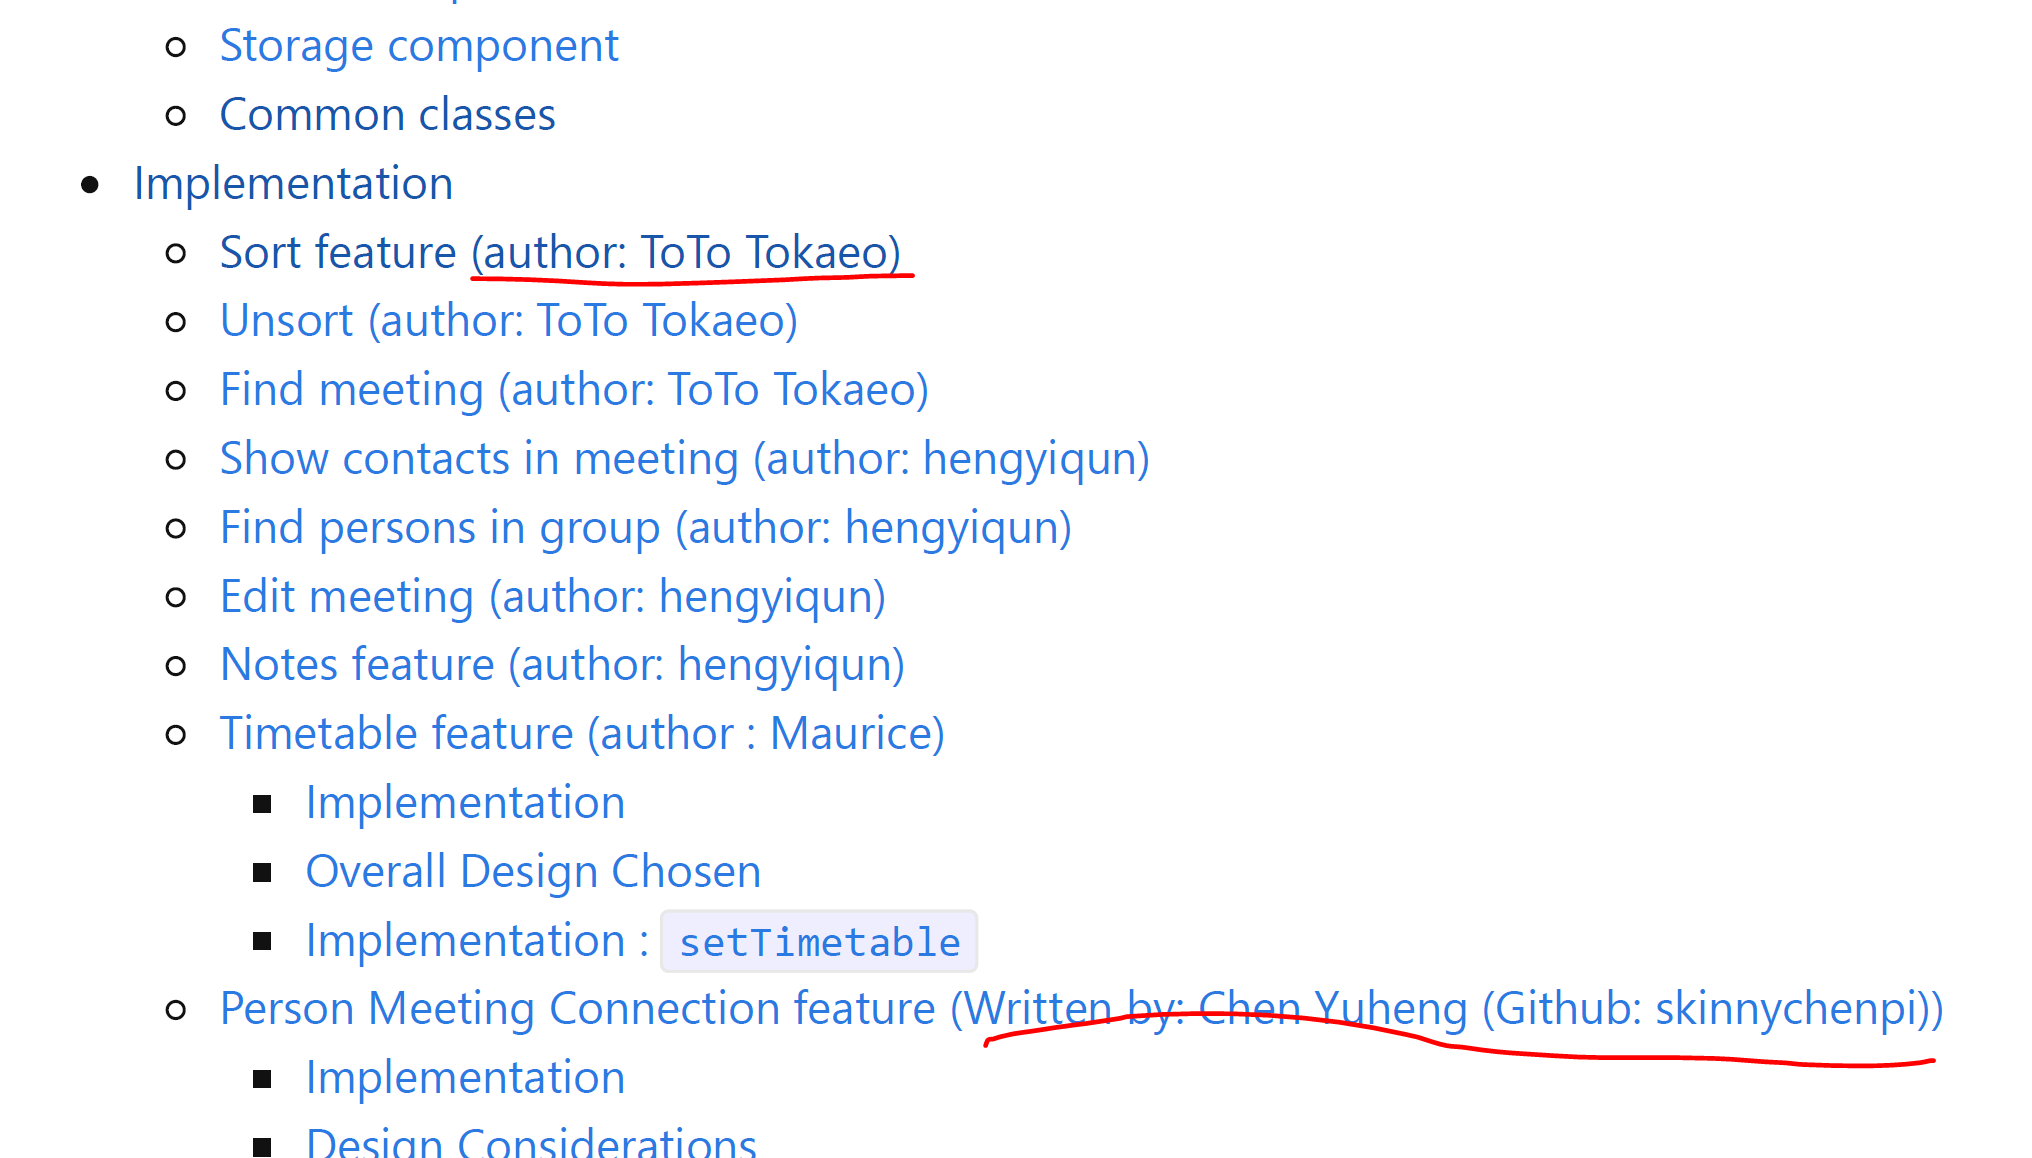 Storage component
Common classes
Implementation
Sort feature (author: ToTo Tokaeo)
Unsort (author: ToTo Tokaeo)
Find meeting (author: ToTo Tokaeo)
Show contacts in meeting (author: hengyiqun)
Find persons in group (author: hengyiqun)
Edit meeting (author: hengyiqun)
Notes feature (author: hengyiqun)
Timetable feature (author : Maurice)
Implementation
Overall Design Chosen
Implementation : setTimetable
Person Meeting Connection feature (Written by: Chen Yuheng (Github: skinnychenpi))
Implementation
Design Considerations